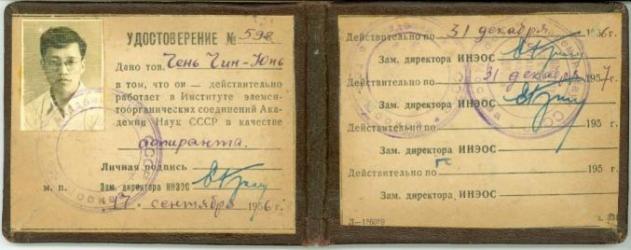 УДОСТОВЕРЕНИЕ № 598
Дано тов. Чень Чин-Юнь
в том, что он — действительно
работает в Институте элемен-
тоорганических соединений Ака-
демии Наук СССР в качестве
аспиранта.
Личная подпись
м. п. Зам. директора ИНЭОС
17 сентября 1956 г.
Действительно по 31 декабря 1956 г.
Зам. директора ИНЭОС
31 декабря 1957
Действительно по
Зам. директора ИНЭОС
Действительно по 195 г.
Зам. директора ИНЭОС
Действительно по 195 г.
Зам. директора ИНЭОС